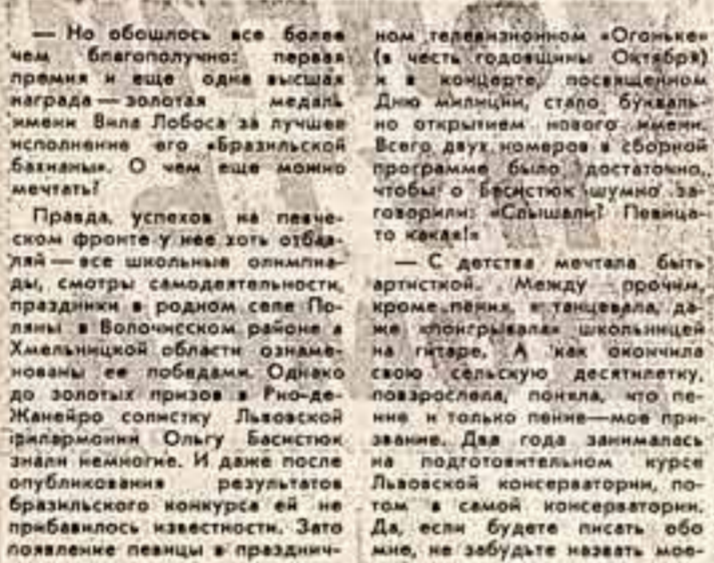 — Но обошлось все более
чем благополучно: первая
премия и еще одна высшая
награда — золотая медаль
имени Вила Лобоса за лучшее
исполнение его «Бразильской
бахианы». О чем еще можно
мечтать?
Правда, успехов на певче-
ском фронте у нее хоть отбав-
ляй — все школьные олимпиа-
ды, смотры самодеятельности,
праздники в родном селе По-
ляны в Волочисском районе в
Хмельницкой области ознаме-
нованы ее победами. Однако
до золотых призов в Рио-де-
Жанейро солистку Львовской
филармонии Ольгу Басистюк
знали немногие. И даже после
опубликования результатов
бразильского конкурса ей не
прибавилось известности. Зато
появление певицы в празднич-
ном телевизионном «Огоньке»
(в честь годовщины Октября)
и в концерте, посвященном
Дню милиции, стало букваль-
но открытием нового имени.
Всего двух номеров в сборной
программе было достаточно,
чтобы о Басистюк шумно за-
говорили: «Слышали? Певица-
то какая!»
— С детства мечтала быть
артисткой. Между прочим,
кроме пения, я танцевала, да-
же «поигрывала» школьницей
на гитаре. А как окончила
свою сельскую десятилетку,
повзрослела, поняла, что пе-
ние и только пение—мое при-
звание. Два года занималась
на подготовительном курсе
Львовской консерватории, по-
том в самой консерватории.
Да, если будете писать обо
мне, не забудьте назвать мое-